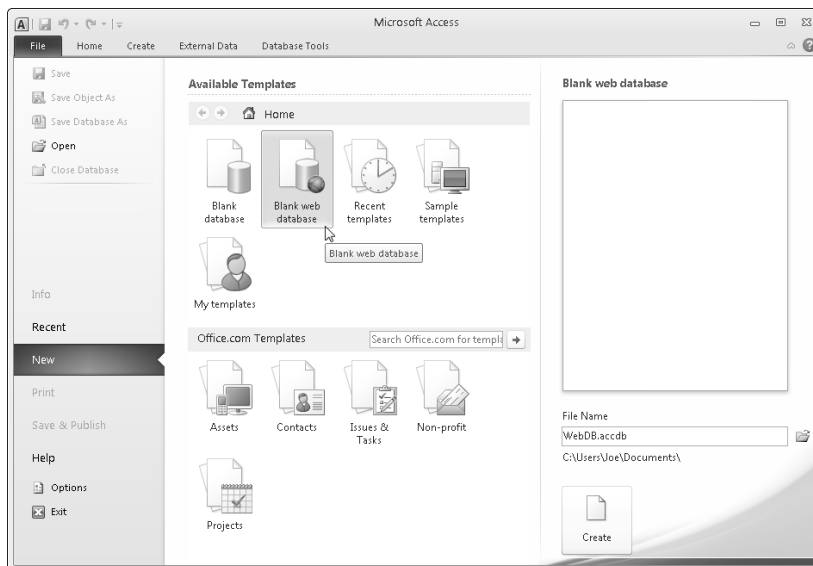 Microsoft Access
File Home Create External Data Database Tools
Save
Save Object As
Save Database As
Open
Close Database
Info
Recent
New
Print
Save & Publish
Help
Options
Exit
Available Templates
Home
Blank
database
Blank web
database
Recent
templates
Sample
templates
Blank web database
My templates
Office.com Templates
Search Office.com for templ
Assets
Contacts
Issues &
Tasks
Non-profit
Projects
Blank web database
File Name
WebDB.accdb
C:\Users\Joe\Documents\
Create